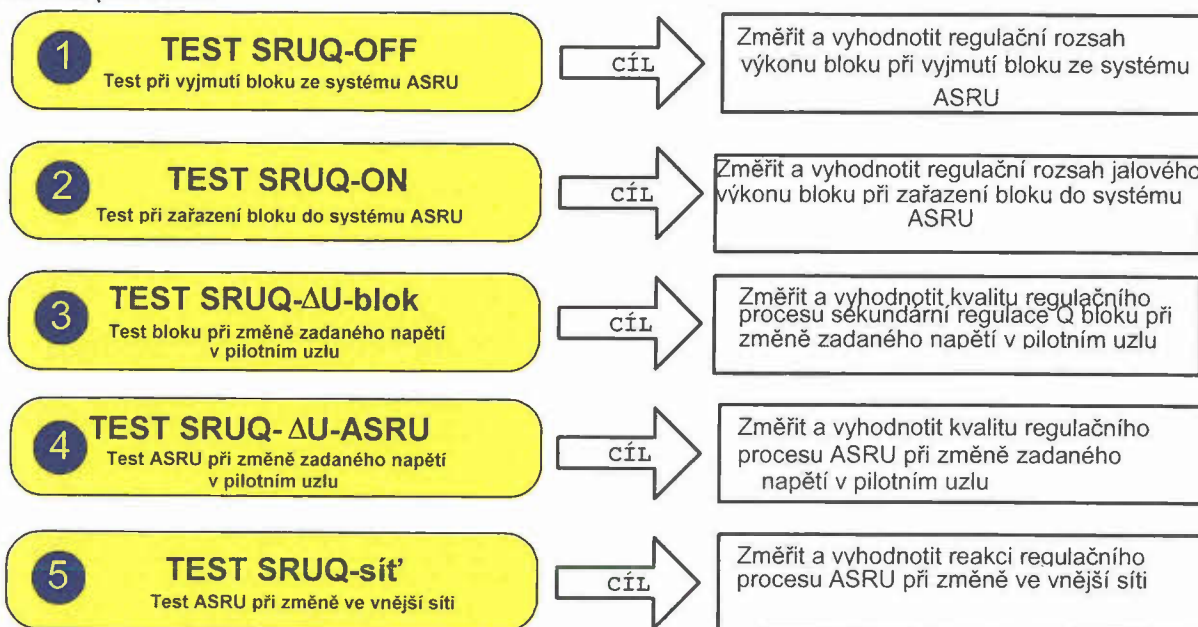 1
TEST SRUQ-OFF
Test při vyjmutí bloku ze systému ASRU
CÍL
Změřit a vyhodnotit regulační rozsah
výkonu bloku při vyjmutí bloku ze systému
ASRU
2
TEST SRUQ-ON
Test při zařazení bloku do systému ASRU
CÍL
Změřit a vyhodnotit regulační rozsah jalového
výkonu bloku při zařazení bloku do systému
ASRU
3
TEST SRUQ-ΔU-blok
Test bloku při změně zadaného napětí
v pilotním uzlu
CÍL
Změřit a vyhodnotit kvalitu regulačního
procesu sekundární regulace Q bloku při
změně zadaného napětí v pilotním uzlu
4
TEST SRUQ- ΔU-ASRU
Test ASRU při změně zadaného napětí
v pilotním uzlu
CÍL
Změřit a vyhodnotit kvalitu regulačního
procesu ASRU při změně zadaného
napětí v pilotním uzlu
5
TEST SRUQ-síť
Test ASRU při změně ve vnější síti
CÍL
Změřit a vyhodnotit reakci regulačního
procesu ASRU při změně ve vnější síti